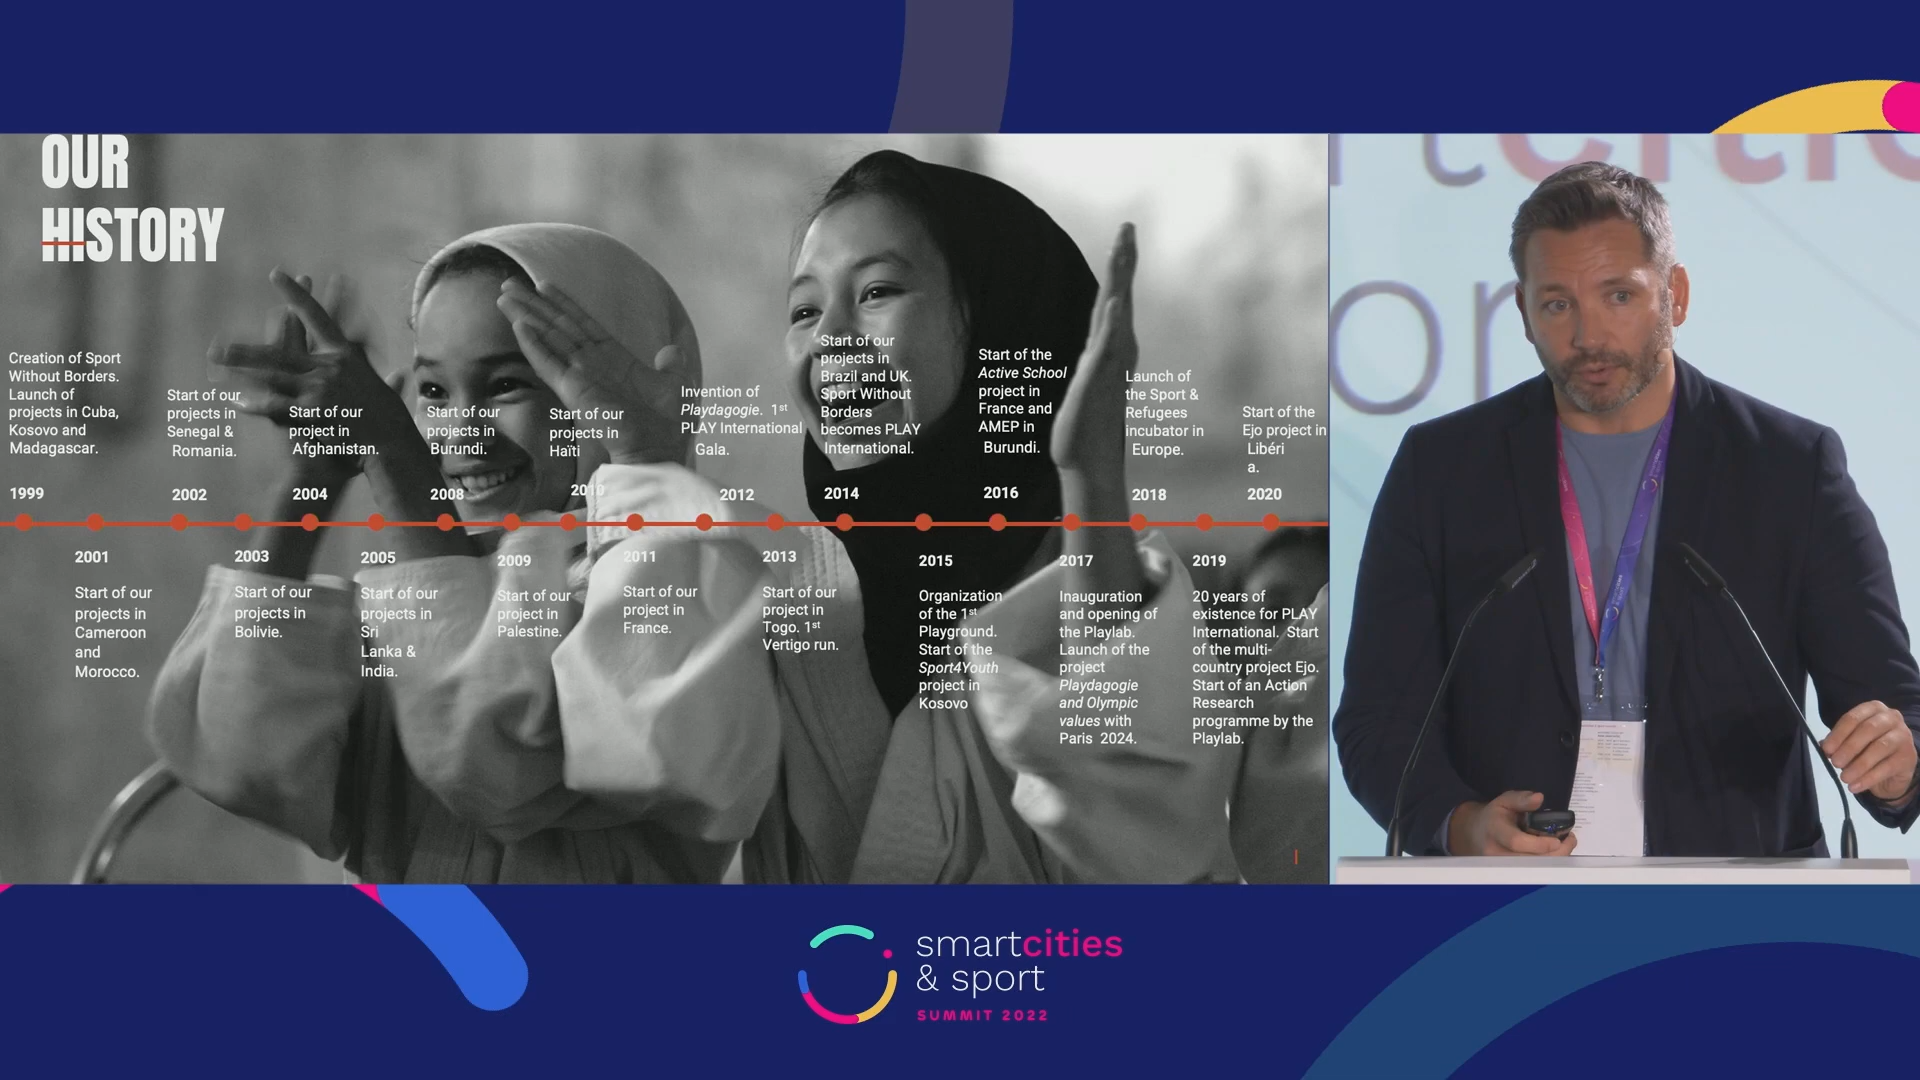 OUR
HISTORY
Creation of Sport
Without Borders.
Launch of
projects in Cuba,
Kosovo and
Madagascar.
1999
Start of our
projects in
Senegal &
Romania.
2002
Start of our
project in
Afghanistan.
2004
Start of our
projects in
Burundi.
2008
Start of our
projects in
Haïti
2010
Invention of
Playdagogie. 1st
PLAY International
Gala.
2012
Start of our
projects in
Brazil and UK.
Sport Without
Borders
becomes PLAY
International.
2014
Start of the
Active School
project in
France and
AMEP in
Burundi.
2016
Launch of
the Sport &
Refugees
incubator in
Europe.
2018
Start of the
Ejo project in
Libéri
a.
2020
2001
Start of our
projects in
Cameroon
and
Morocco.
2003
Start of our
projects in
Bolivie.
2005
Start of our
projects in
Sri
Lanka &
India.
2009
Start of our
project in
Palestine.
2011
Start of our
project in
France.
2013
Start of our
project in
Togo. 1st
Vertigo run.
2015
Organization
of the 1st
Playground.
Start of the
Sport4Youth
project in
Kosovo
2017
Inauguration
and opening of
the Playlab.
Launch of the
project
Playdagogie
and Olympic
values with
Paris 2024.
2019
20 years of
existence for PLAY
International. Start
of the multi-
country project Ejo.
Start of an Action
Research
programme by the
Playlab.
smartcities
& sport
SUMMIT 2022